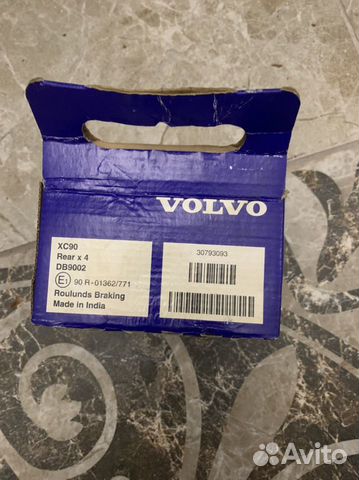 VOLVO
XC90
Rear x 4
DB9002
E1 90 R-01362/771
Roulunds Braking
Made in India
30793093
Avito